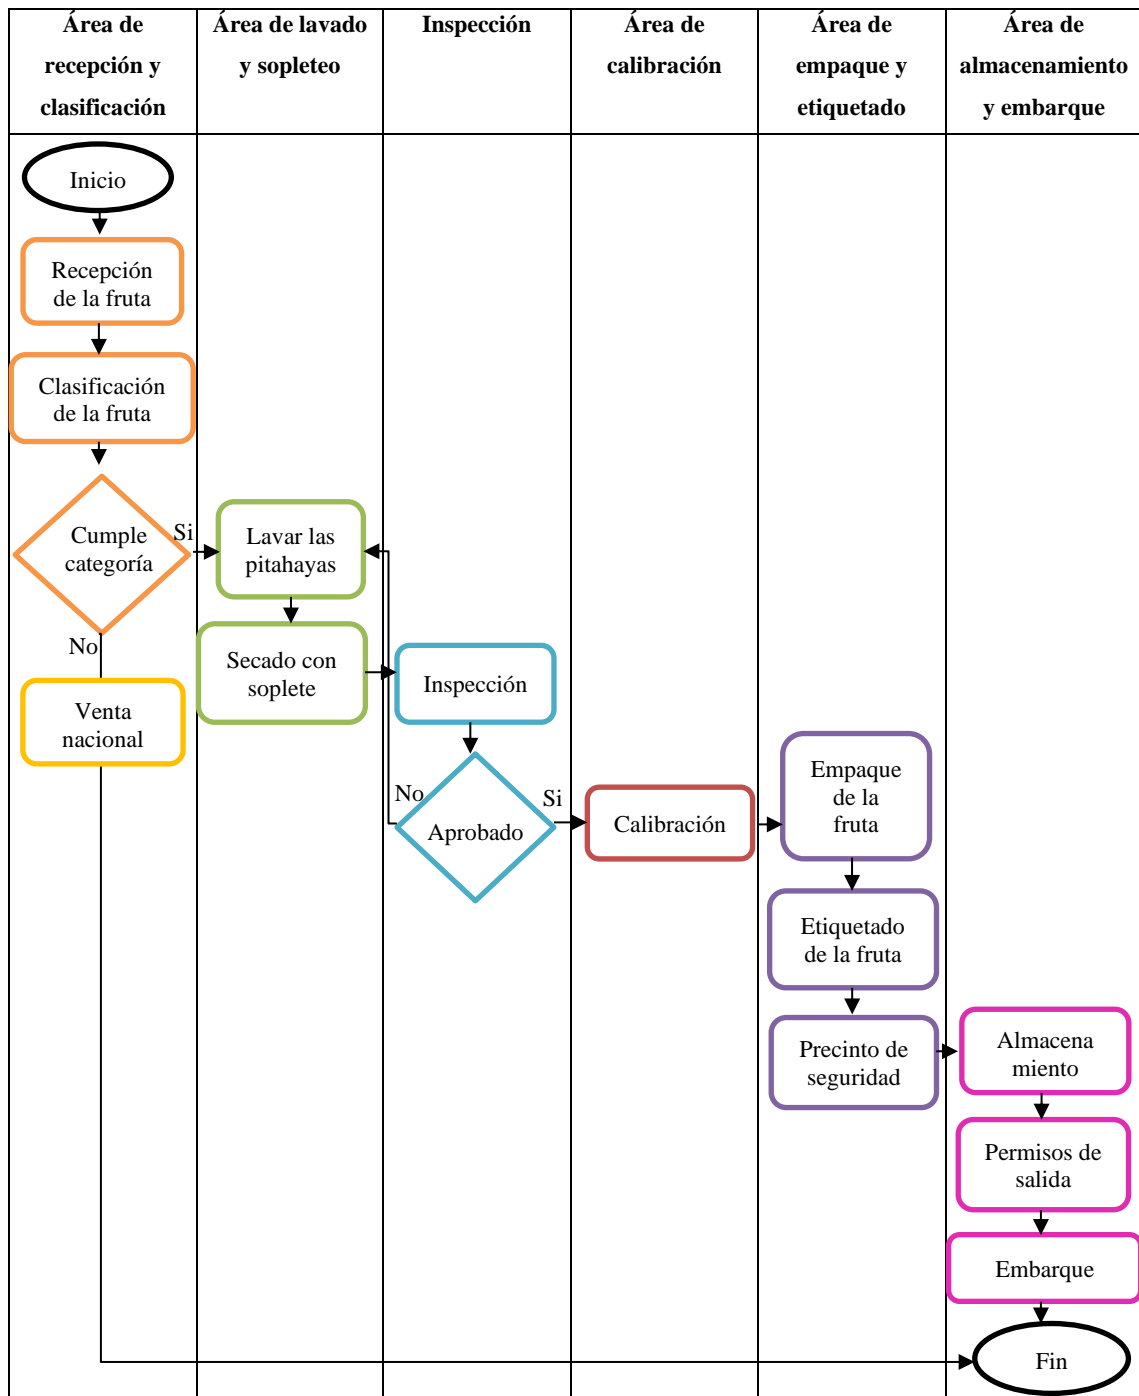 Área de
recepción y
clasificación
Área de lavado
y sopleteo
Inspección
Área de
calibración
Área de
empaque y
etiquetado
Área de
almacenamiento
y embarque
Inicio
Recepción
de la fruta
Clasificación
de la fruta
Cumple
categoría
Si
No
Venta
nacional
Lavar las
pitahayas
Secado con
soplete
Inspección
Aprobado
No
Si
Calibración
Empaque
de la
fruta
Etiquetado
de la fruta
Precinto de
seguridad
Almacena
miento
Permisos de
salida
Embarque
Fin